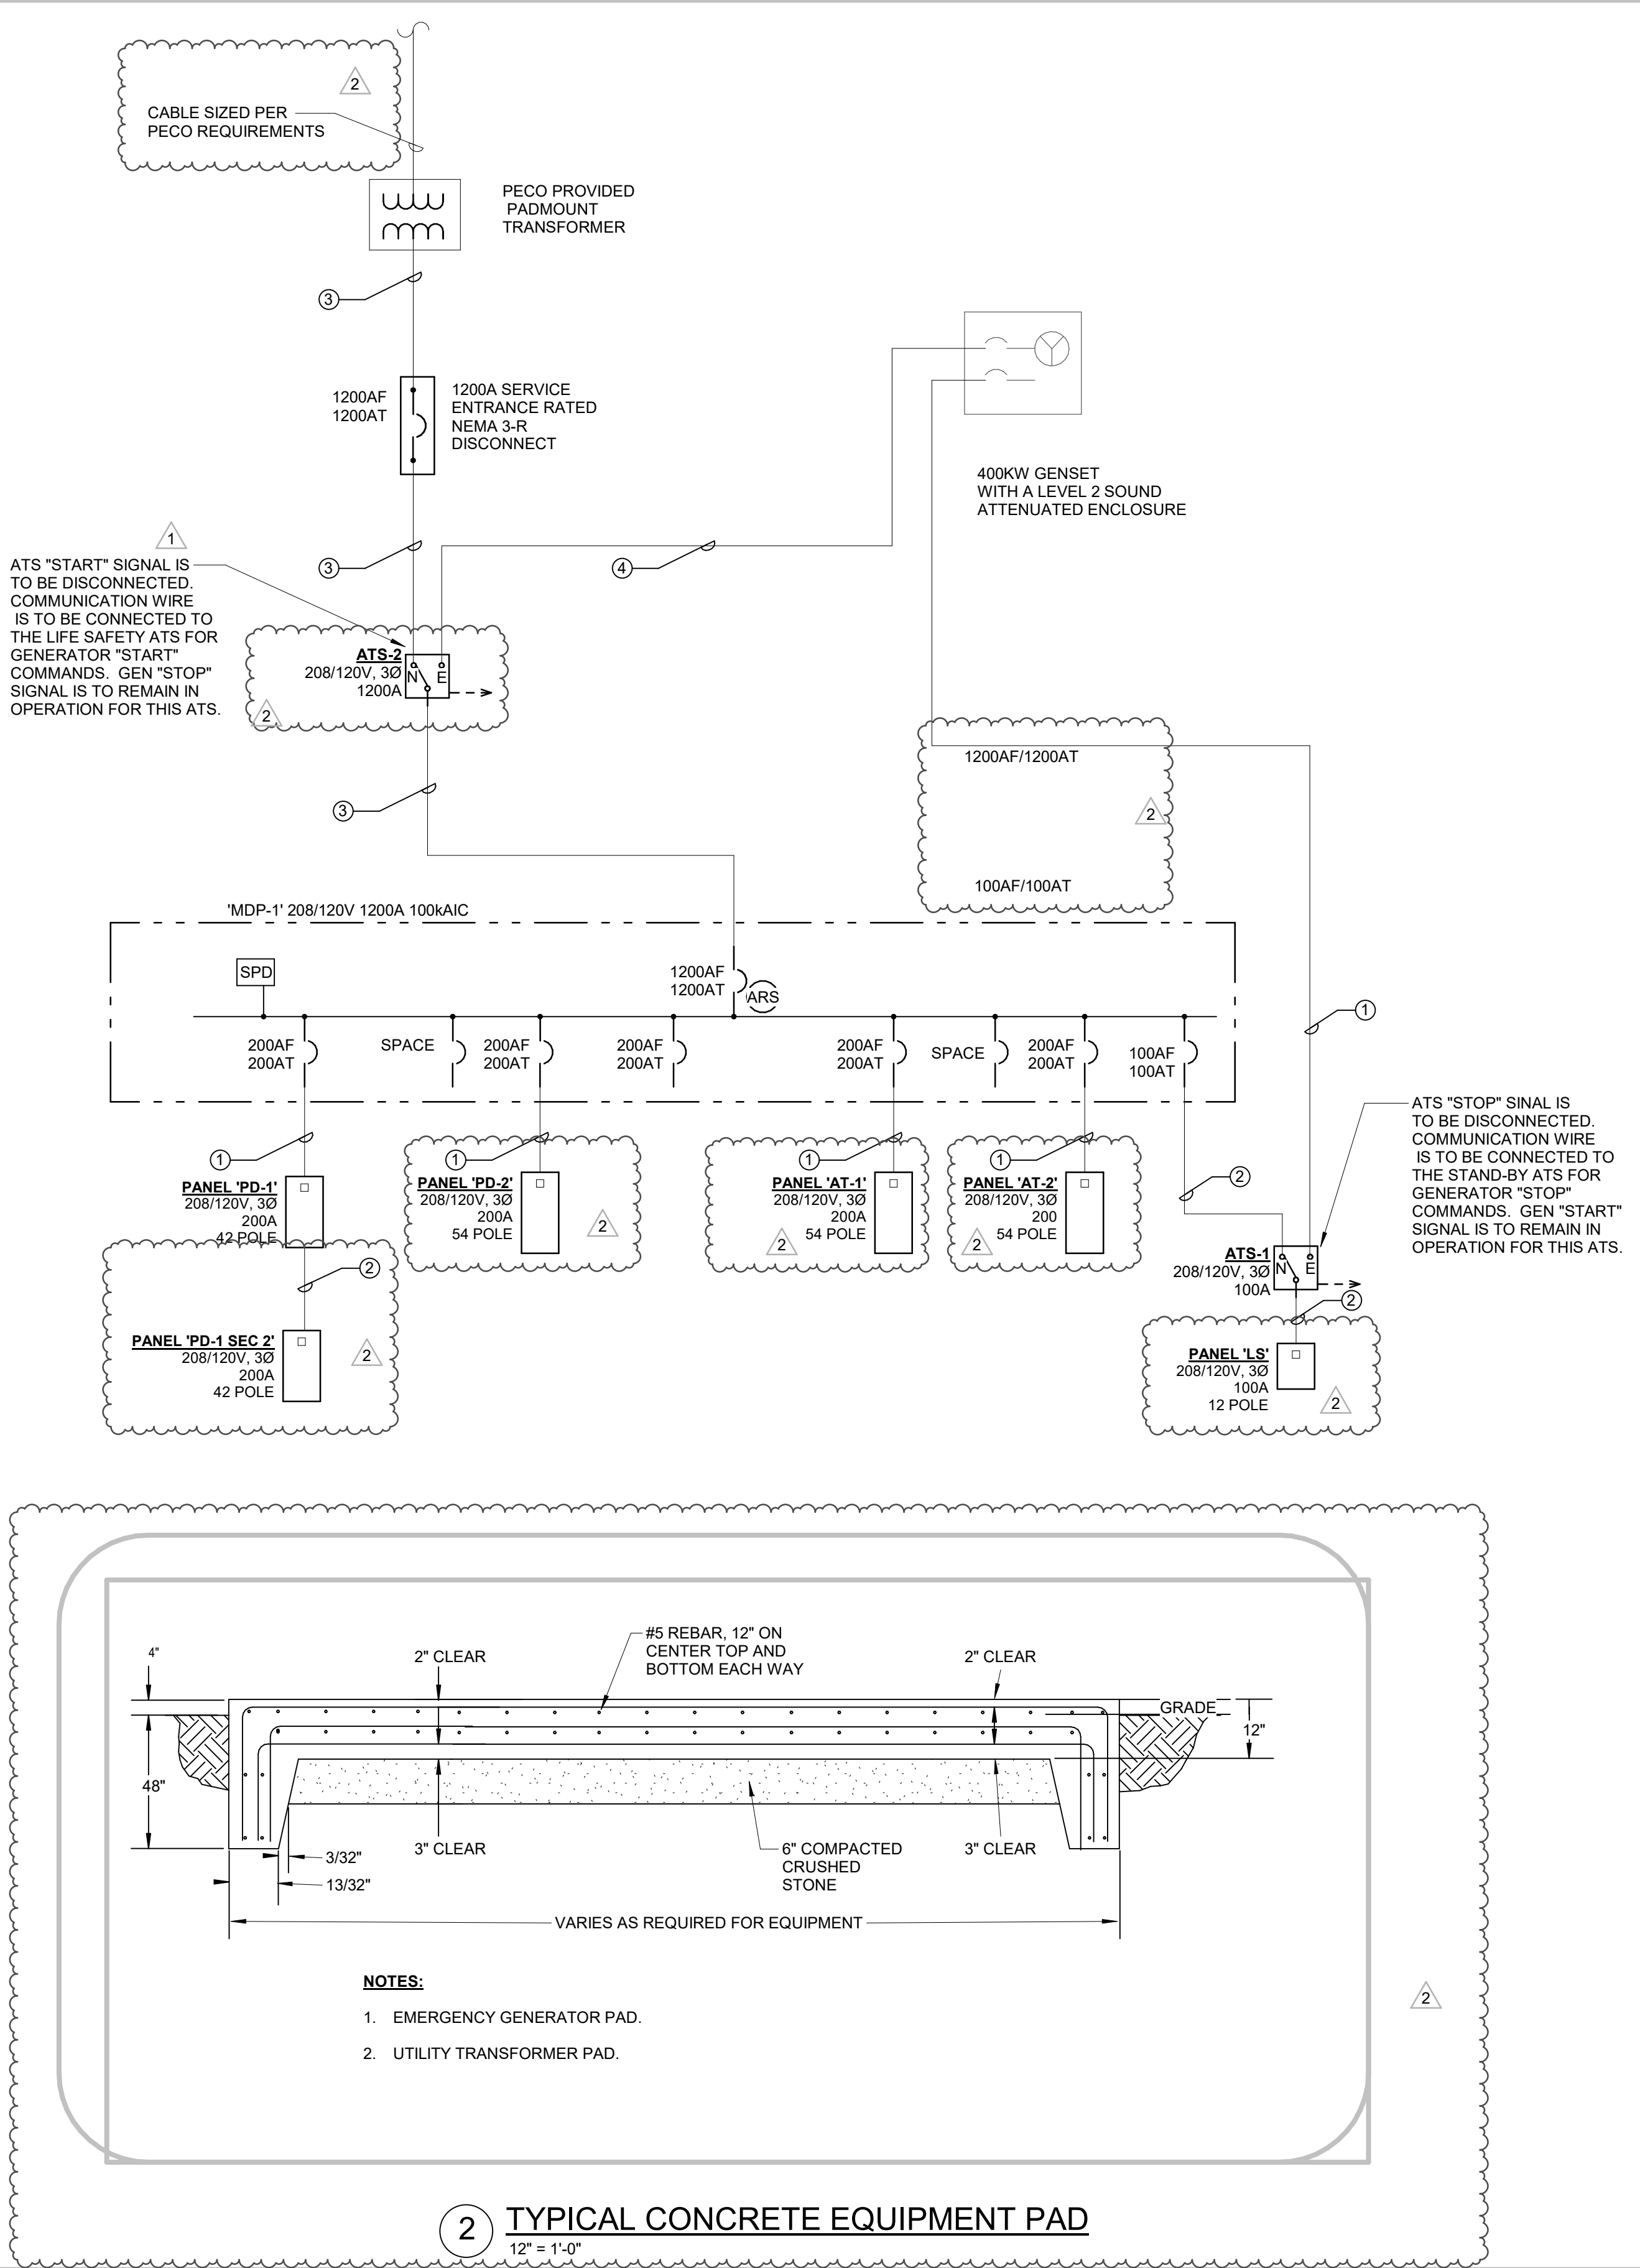 2
CABLE SIZED PER
PECO REQUIREMENTS
PECO PROVIDED
PADMOUNT
TRANSFORMER
3
1200AF
1200AT
1200A SERVICE
ENTRANCE RATED
NEMA 3-R
DISCONNECT
400KW GENSET
WITH A LEVEL 2 SOUND
ATTENUATED ENCLOSURE
3
4
1
ATS "START" SIGNAL IS
TO BE DISCONNECTED.
COMMUNICATION WIRE
IS TO BE CONNECTED TO
THE LIFE SAFETY ATS FOR
GENERATOR "START"
COMMANDS. GEN "STOP"
SIGNAL IS TO REMAIN IN
OPERATION FOR THIS ATS.
ATS-2
208/120V, 3Ø
1200A
N E
2
3
1200AF/1200AT
2
100AF/100AT
'MDP-1' 208/120V 1200A 100kAIC
SPD
1200AF
1200AT
ARS
200AF
200AT
SPACE
200AF
200AT
200AF
200AT
200AF
200AT
SPACE
200AF
200AT
100AF
100AT
1
1
PANEL 'PD-1'
208/120V, 3Ø
200A
42 POLE
1
PANEL 'PD-2'
208/120V, 3Ø
200A
54 POLE
2
1
PANEL 'AT-1'
208/120V, 3Ø
200A
54 POLE
2
1
PANEL 'AT-2'
208/120V, 3Ø
200
54 POLE
2
2
ATS "STOP" SINAL IS
TO BE DISCONNECTED.
COMMUNICATION WIRE
IS TO BE CONNECTED TO
THE STAND-BY ATS FOR
GENERATOR "STOP"
COMMANDS. GEN "START"
SIGNAL IS TO REMAIN IN
OPERATION FOR THIS ATS.
ATS-1
208/120V, 3Ø
100A
N E
2
2
PANEL 'PD-1 SEC 2'
208/120V, 3Ø
200A
42 POLE
2
PANEL 'LS'
208/120V, 3Ø
100A
12 POLE
2
#5 REBAR, 12" ON
CENTER TOP AND
BOTTOM EACH WAY
4"
2" CLEAR
2" CLEAR
GRADE
12"
48"
3" CLEAR
3" CLEAR
6" COMPACTED
CRUSHED
STONE
3/32"
13/32"
VARIES AS REQUIRED FOR EQUIPMENT
NOTES:
1. EMERGENCY GENERATOR PAD.
2. UTILITY TRANSFORMER PAD.
2
2 TYPICAL CONCRETE EQUIPMENT PAD
12" = 1'-0"